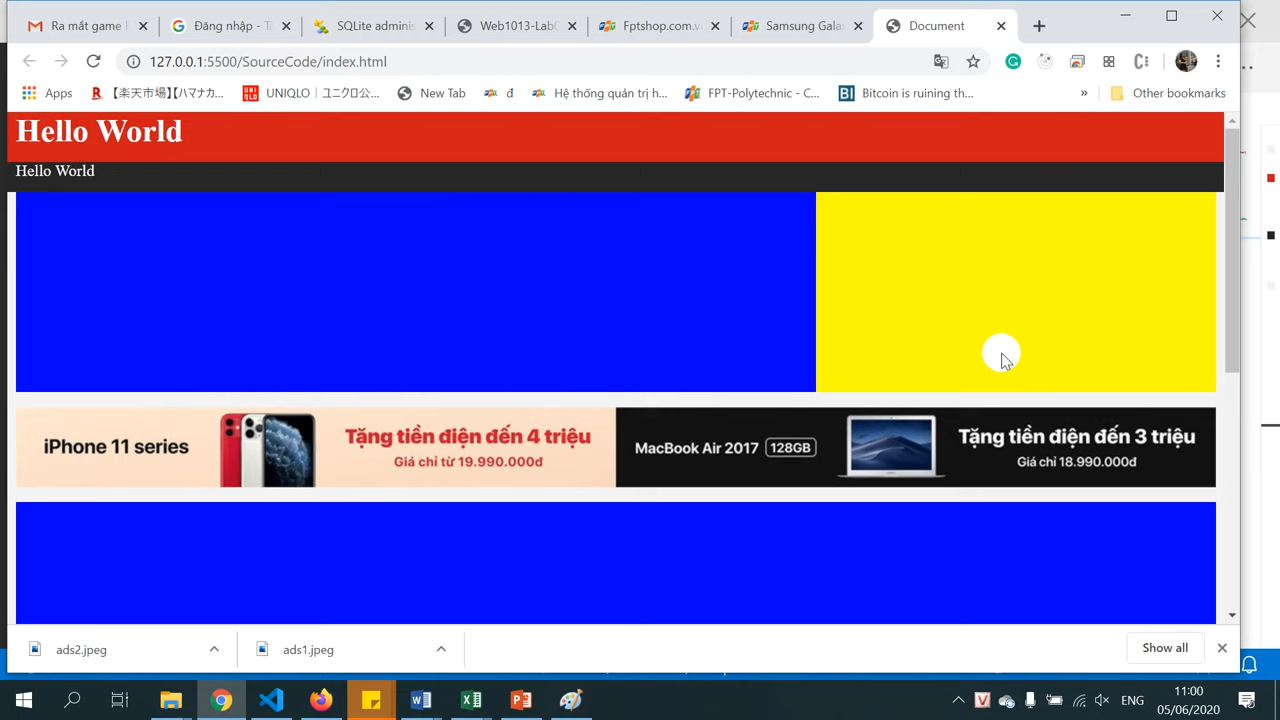 Ra mắt game F
Đăng nhập - T
SQLite adminis
Web1013-Lab0
Fptshop.com.v
Samsung Gala
Document
127.0.0.1:5500/SourceCode/index.html
Apps
【楽天市場】【ハマナカ...
UNIQLO｜ユニクロ公...
New Tab
đ
Hệ thống quản trị h...
FPT-Polytechnic - C...
BI
Bitcoin is ruining th...
»
Other bookmarks
Hello World
Hello World
iPhone 11 series
Tặng tiền điện đến 4 triệu
Giá chỉ từ 19.990.000đ
MacBook Air 2017 128GB
Tặng tiền điện đến 3 triệu
Giá chỉ 18.990.000đ
ads2.jpeg
ads1.jpeg
Show all
ENG
11:00
05/06/2020